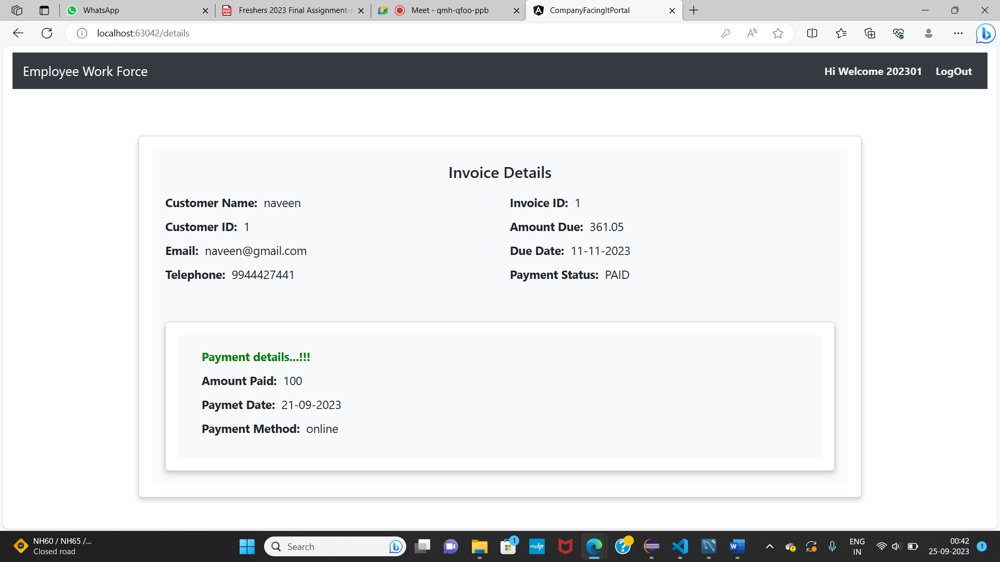 WhatsApp
Freshers 2023 Final Assignment-
Meet - qmh-qfoo-ppb
CompanyFacingItPortal
localhost:63042/details
Employee Work Force
Hi Welcome 202301 LogOut
Invoice Details
Customer Name: naveen
Invoice ID: 1
Customer ID: 1
Amount Due: 361.05
Email: naveen@gmail.com
Due Date: 11-11-2023
Telephone: 9944427441
Payment Status: PAID
Payment details...!!!
Amount Paid: 100
Paymet Date: 21-09-2023
Payment Method: online
NH60 / NH65 /...
Closed road
Search
1
myhp
ENG
IN
00:42
25-09-2023
1